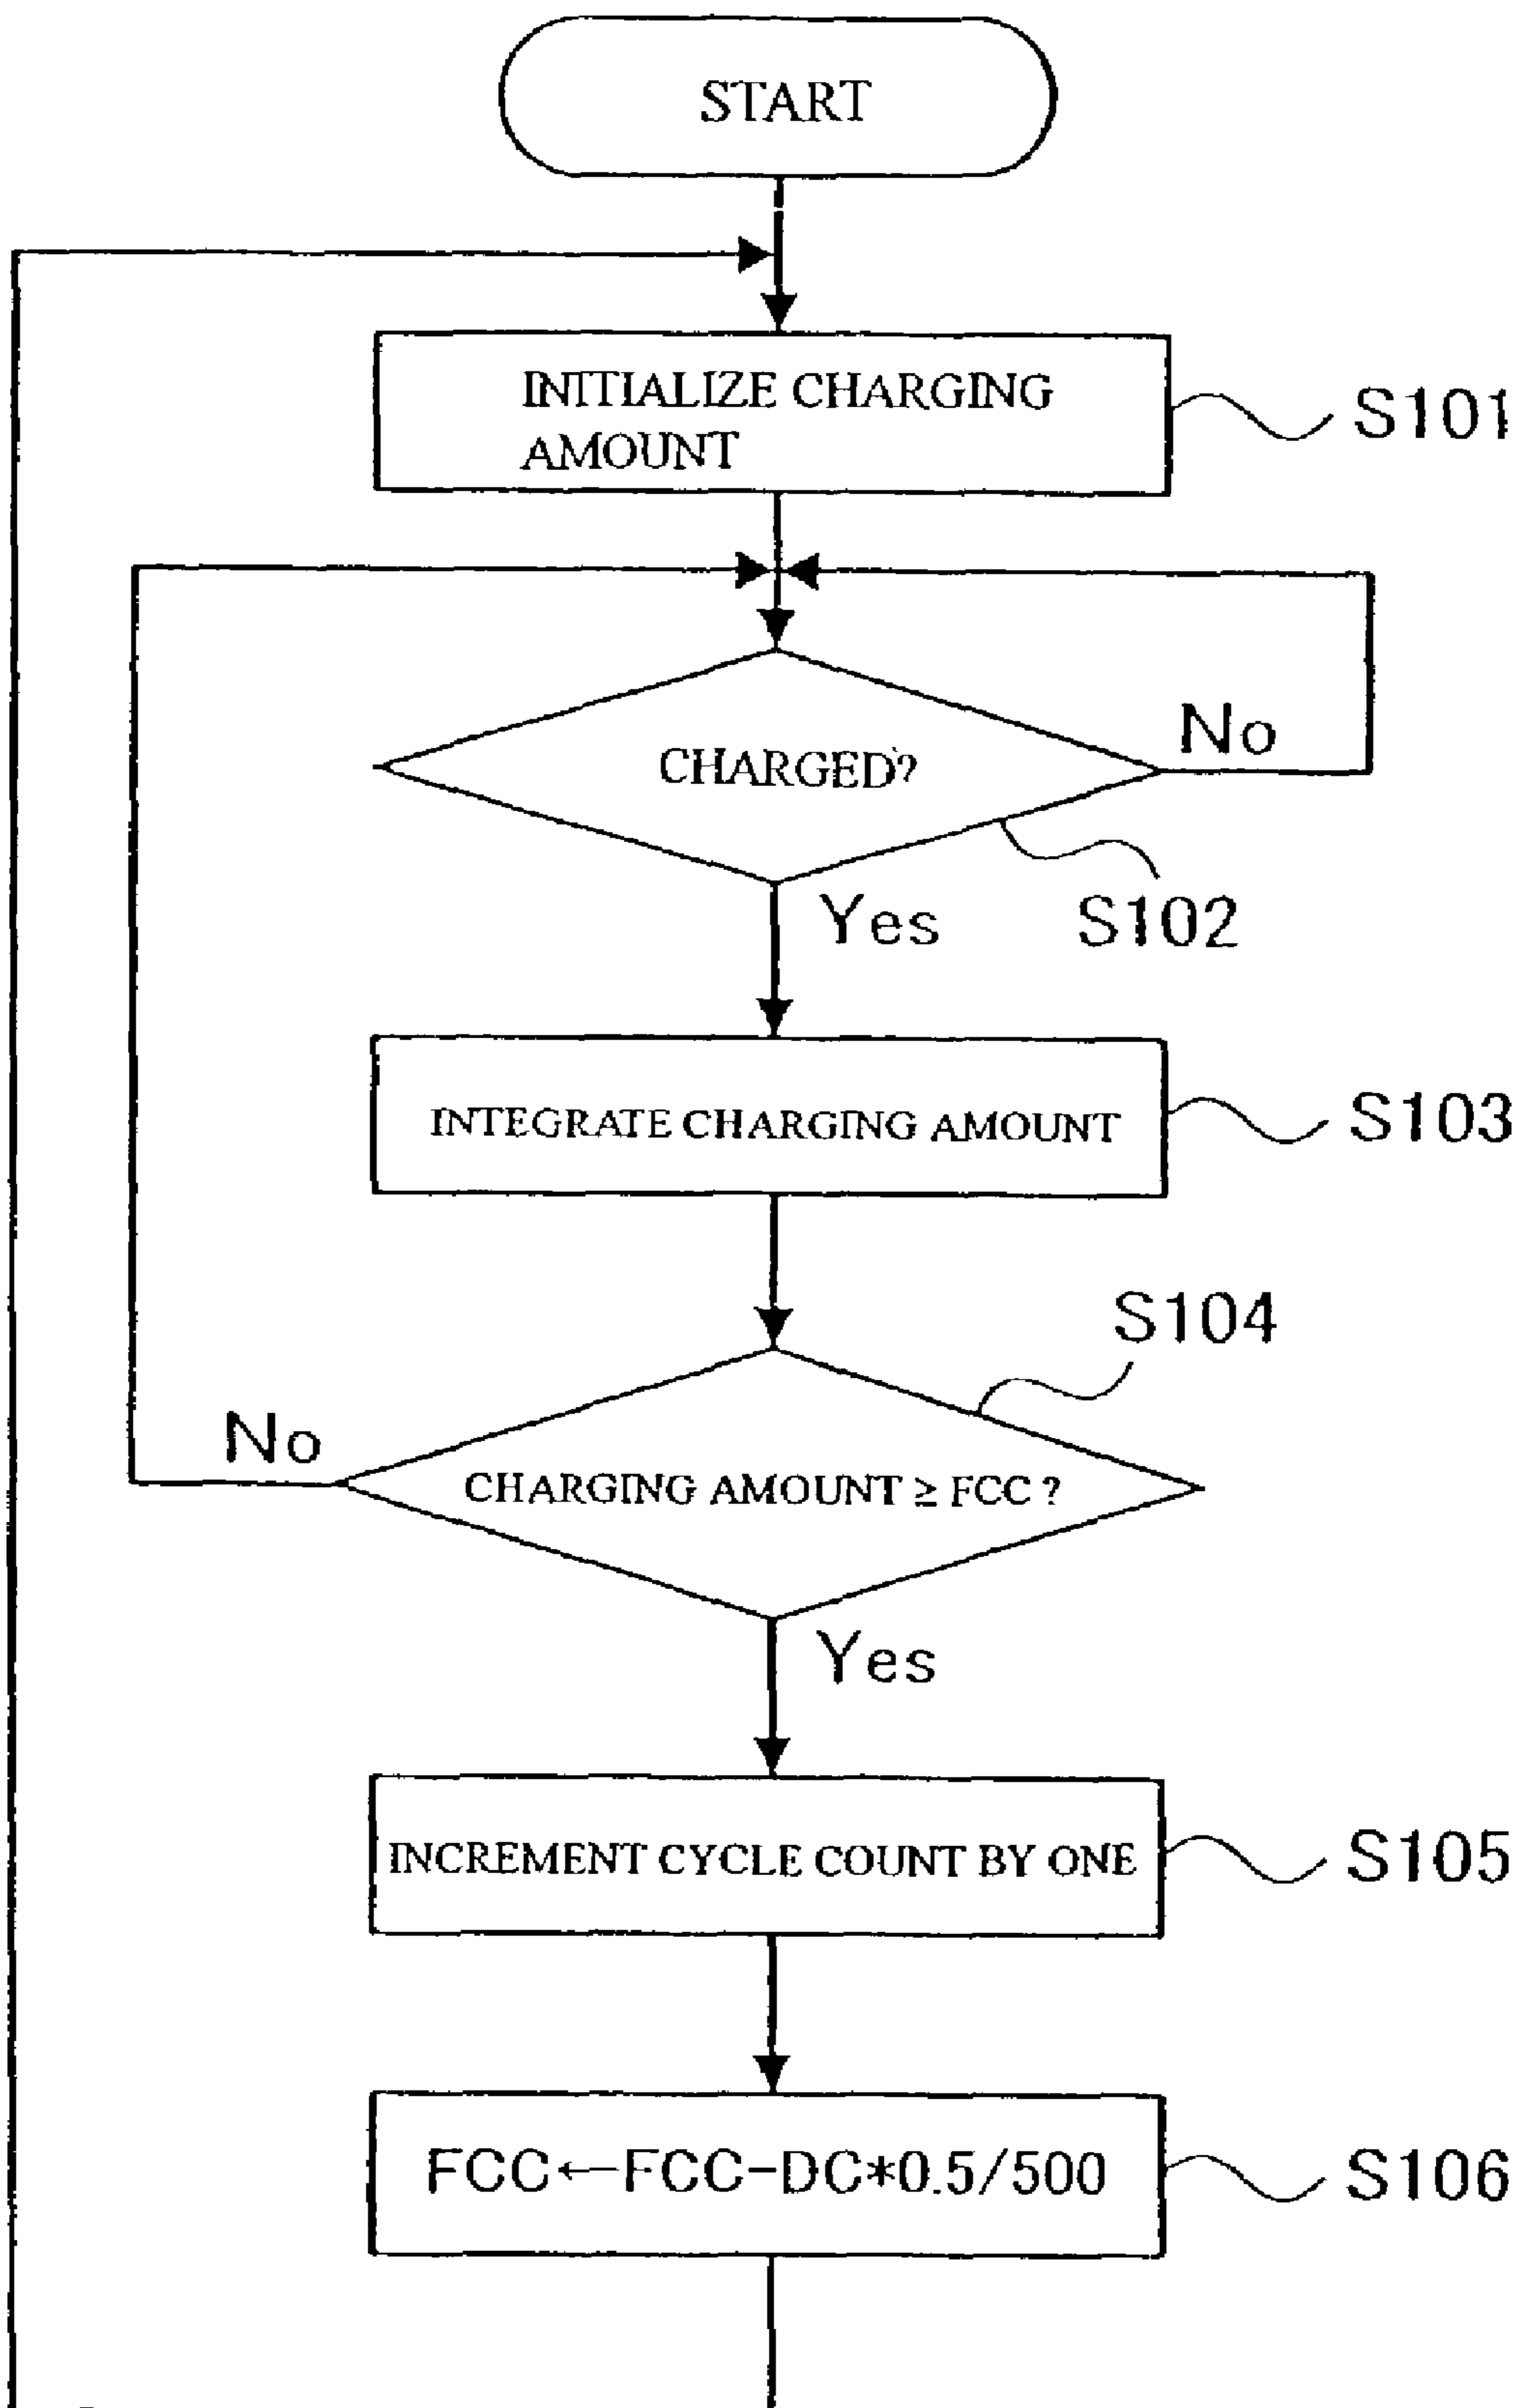 START
INITIALIZE CHARGING
AMOUNT
S101
No
CHARGED?
Yes
S102
INTEGRATE CHARGING AMOUNT
S103
S104
No
CHARGING AMOUNT ≥ FCC ?
Yes
INCREMENT CYCLE COUNT BY ONE
S105
FCC←FCC-DC*0.5/500
S106